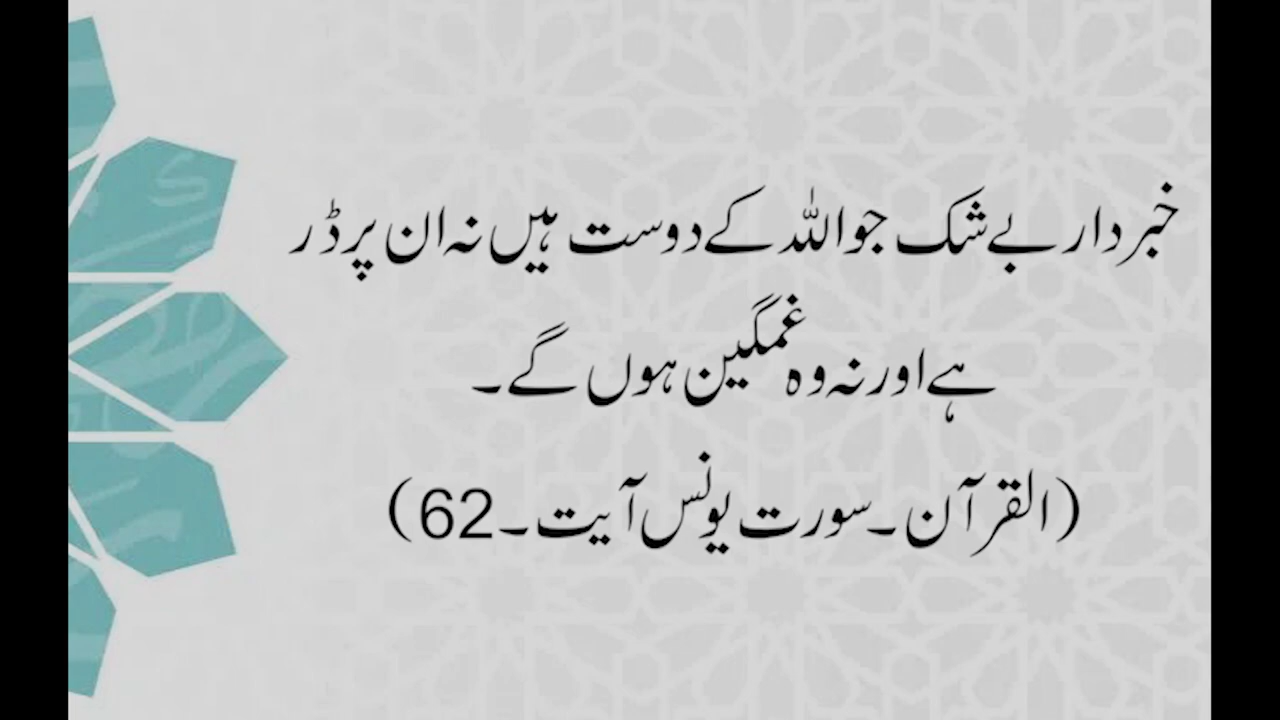 خبردار بے شک جو اللہ کے دوست ہیں نہ ان پر ڈر
ہے اور نہ وہ غمگین ہوں گے۔
(القرآن۔سورت یونس آیت۔62)